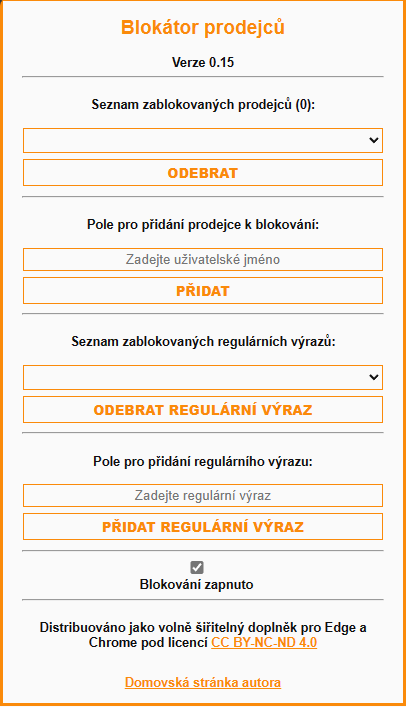 Blokátor prodejců
Verze 0.15
Seznam zablokovaných prodejců (0):
ODEBRAT
Pole pro přidání prodejce k blokování:
Zadejte uživatelské jméno
PŘIDAT
Seznam zablokovaných regulárních výrazů:
ODEBRAT REGULÁRNÍ VÝRAZ
Pole pro přidání regulárního výrazu:
Zadejte regulární výraz
PŘIDAT REGULÁRNÍ VÝRAZ
Blokování zapnuto
Distribuováno jako volně šiřitelný doplněk pro Edge a
Chrome pod licencí CC BY-NC-ND 4.0
Domovská stránka autora